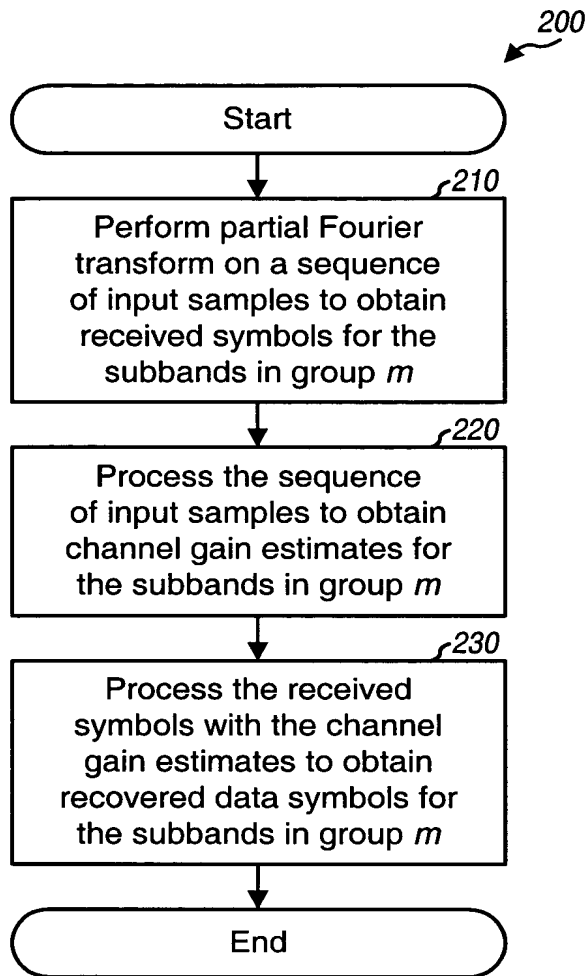 200
Start
210
Perform partial Fourier
transform on a sequence
of input samples to obtain
received symbols for the
subbands in group m
220
Process the sequence
of input samples to obtain
channel gain estimates for
the subbands in group m
230
Process the received
symbols with the channel
gain estimates to obtain
recovered data symbols for
the subbands in group m
End